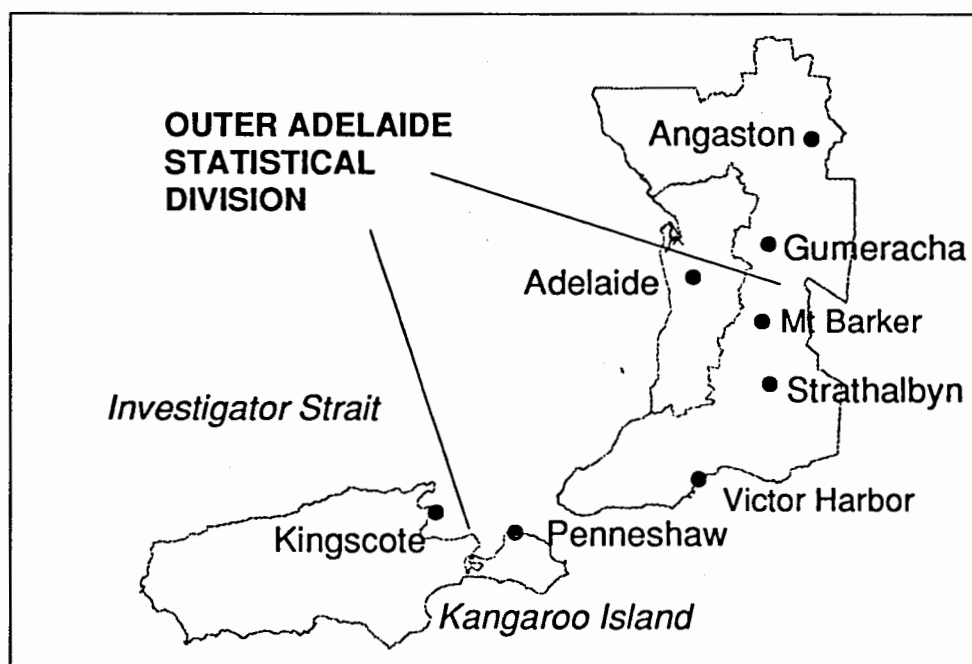 OUTER ADELAIDE
STATISTICAL
DIVISION
Angaston
Gumeracha
Adelaide
Mt Barker
Strathalbyn
Investigator Strait
Victor Harbor
Kingscote
Penneshaw
Kangaroo Island